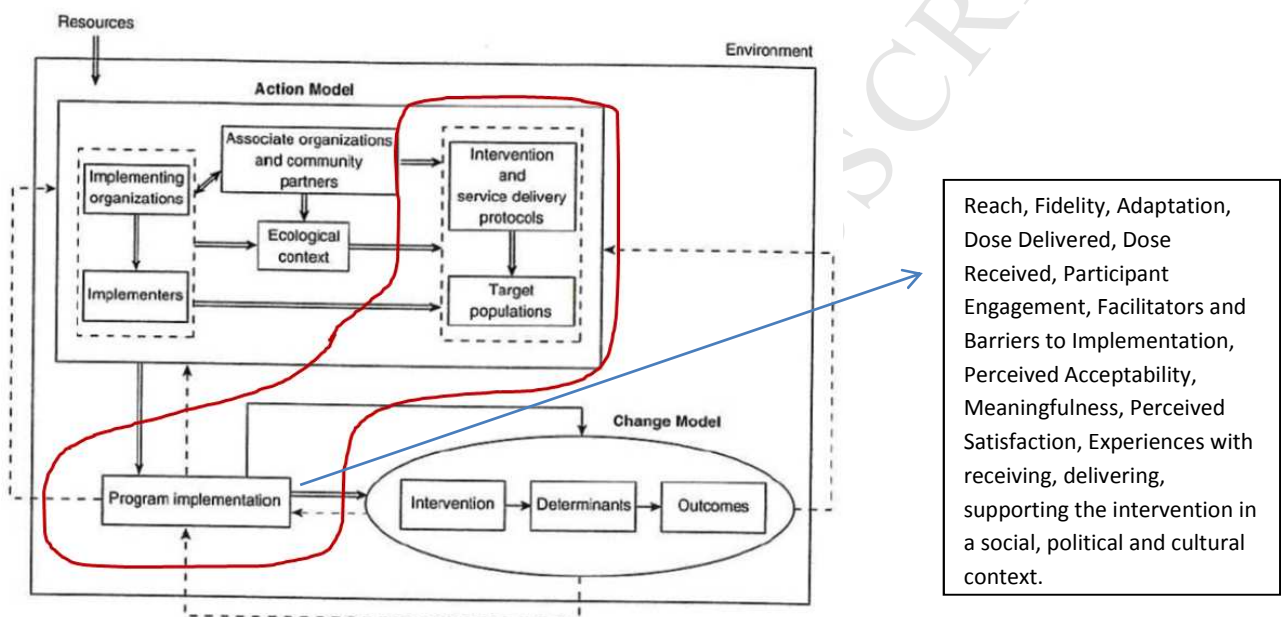 Resources
Environment
Action Model
Associate organizations
and community
partners
Implementing
organizations
Intervention
and
service delivery
protocols
Ecological
context
Implementers
Target
populations
Change Model
Program implementation
Intervention
Determinants
Outcomes
Reach, Fidelity, Adaptation,
Dose Delivered, Dose
Received, Participant
Engagement, Facilitators and
Barriers to Implementation,
Perceived Acceptability,
Meaningfulness, Perceived
Satisfaction, Experiences with
receiving, delivering,
supporting the intervention in
a social, political and cultural
context.
SCR